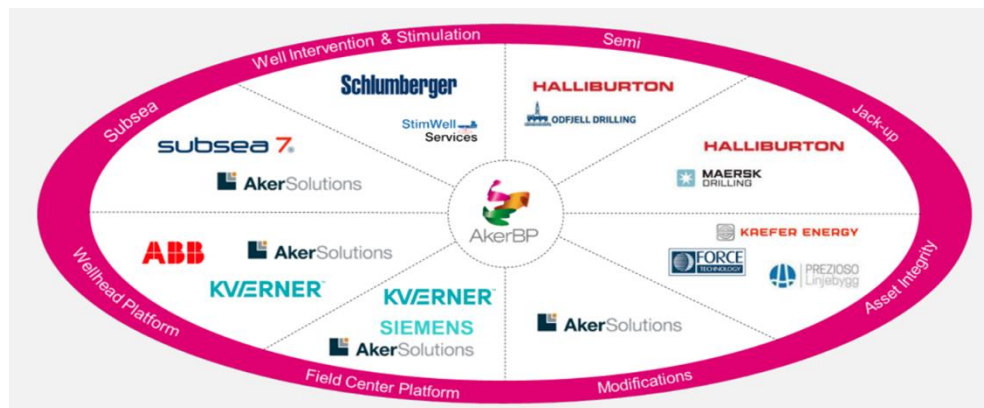 Well Intervention & Stimulation
Semi
Schlumberger
HALLIBURTON
StimWell
Services
ODFJELL DRILLING
Subsea
Jack-up
subsea 7
HALLIBURTON
AkerSolutions
MAERSK
DRILLING
AkerBP
ABB
AkerSolutions
KVÆRNER™
KAEFER ENERGY
FORCE
TECHNOLOGY
PREZIOSO
Linjebygg
Wellhead Platform
Asset Integrity
KVÆRNER™
SIEMENS
AkerSolutions
AkerSolutions
Field Center Platform
Modifications